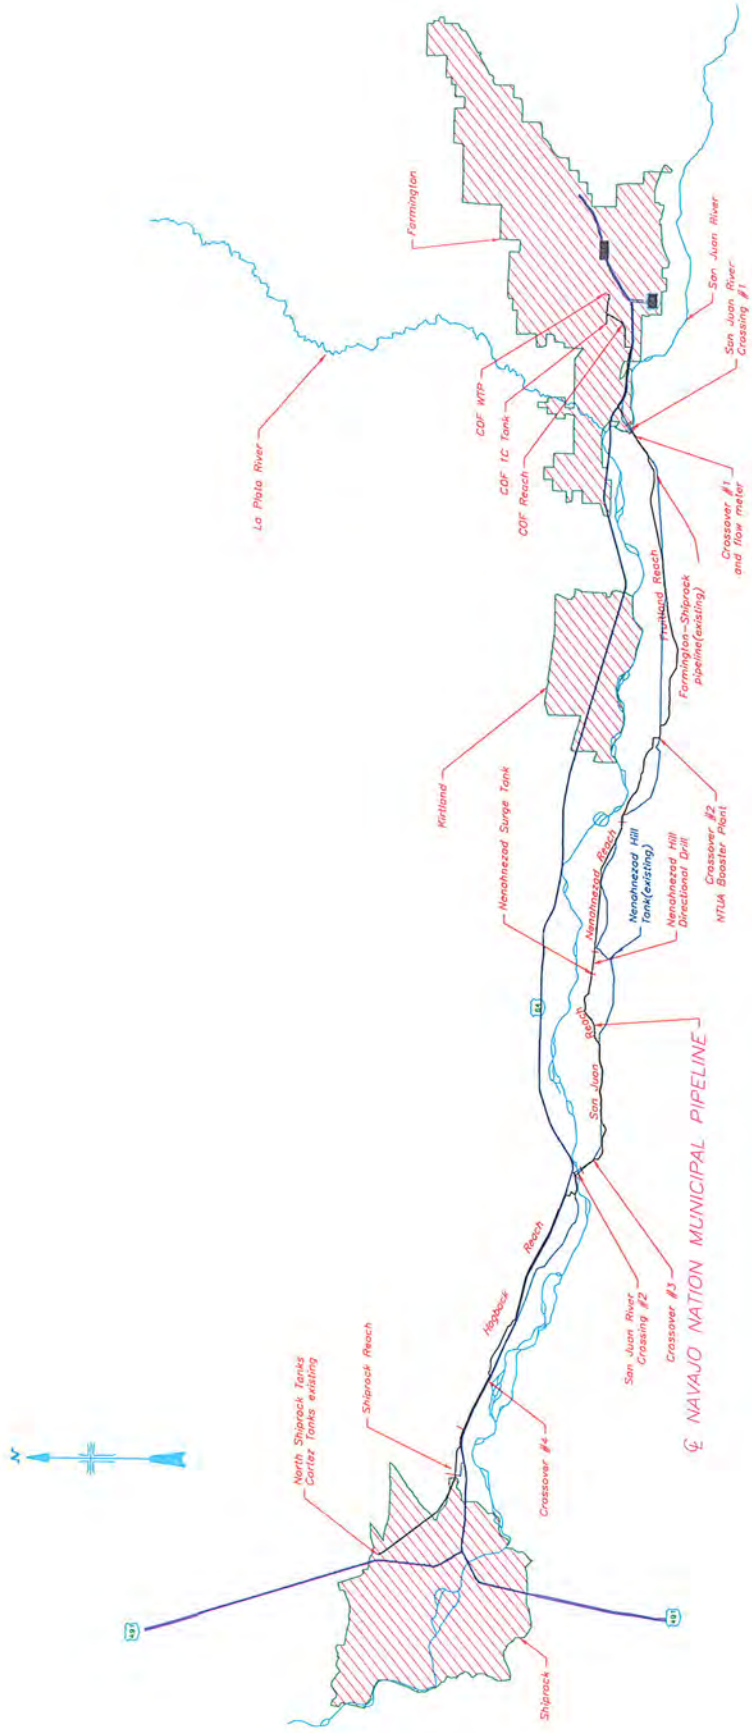 N
491
North Shiprock Tanks
Cortez Tanks existing
Shiprock Reach
Shiprock
491
Hogback
Reach
Crossover #4
San Juan River
Crossing #2
Crossover #3
℄ NAVAJO NATION MUNICIPAL PIPELINE
64
San Juan
Reach
Nenahnezad Surge Tank
Nenahnezad Reach
Nenahnezad Hill
Tank(existing)
Nenahnezad Hill
Directional Drill
Kirtland
Crossover #2
NTUA Booster Plant
Fruitland Reach
Farmington-Shiprock
pipeline(existing)
Crossover #1
and flow meter
La Plata River
Farmington
COF WTP
COF 1C Tank
COF Reach
San Juan River
San Juan River
Crossing #1